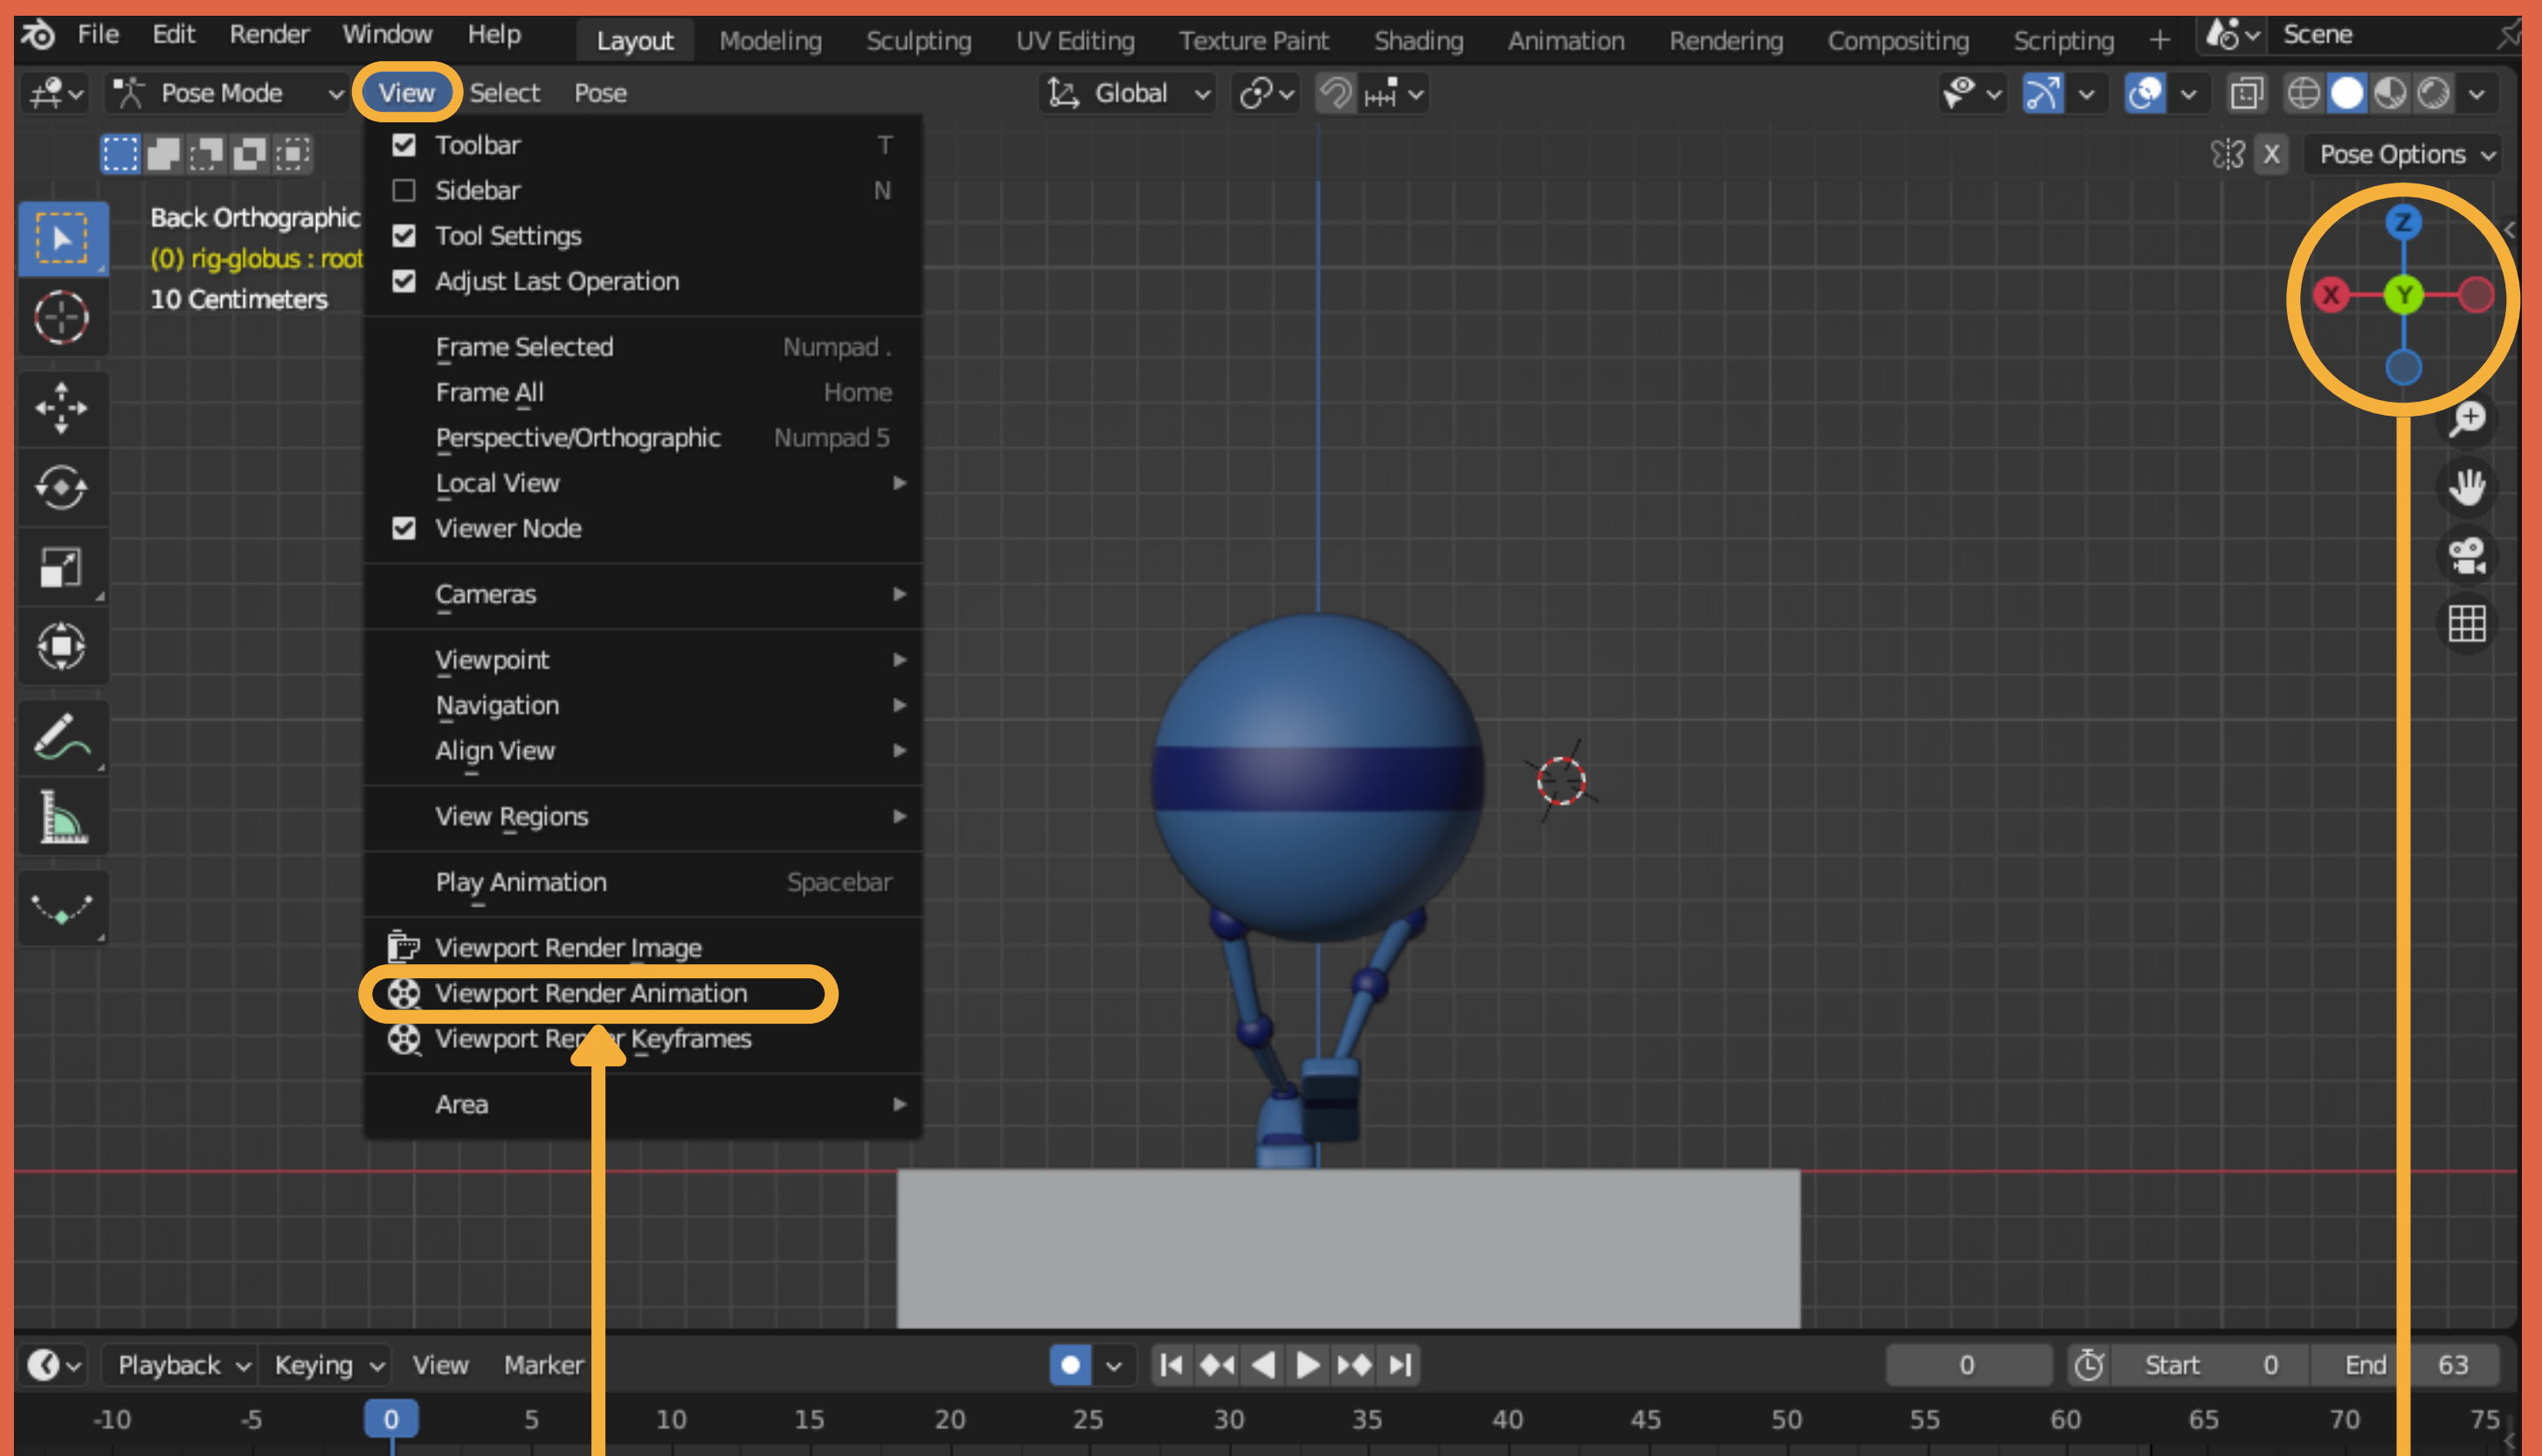 File Edit Render Window Help Layout Modeling Sculpting UV Editing Texture Paint Shading Animation Rendering Compositing Scripting + Scene
Pose Mode View Select Pose Global
X Pose Options
Toolbar T
Sidebar N
Tool Settings
Adjust Last Operation
Frame Selected Numpad .
Frame All Home
Perspective/Orthographic Numpad 5
Local View
Viewer Node
Cameras
Viewpoint
Navigation
Align View
View Regions
Play Animation Spacebar
Viewport Render Image
Viewport Render Animation
Viewport Render Keyframes
Area
Back Orthographic
(0) rig-globus : root
10 Centimeters
Z
X Y
Playback Keying View Marker 0 Start 0 End 63
-10 -5 0 5 10 15 20 25 30 35 40 45 50 55 60 65 70 75